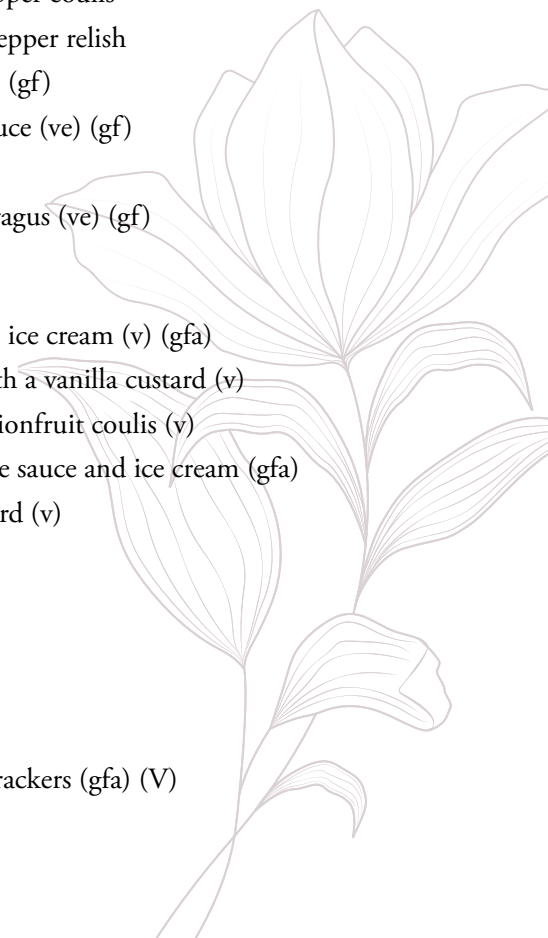 pper coulis
epper relish
(gf)
uce (ve) (gf)
ragus (ve) (gf)
ice cream (v) (gfa)
th a vanilla custard (v)
ionfruit coulis (v)
e sauce and ice cream (gfa)
rd (v)
rackers (gfa) (V)